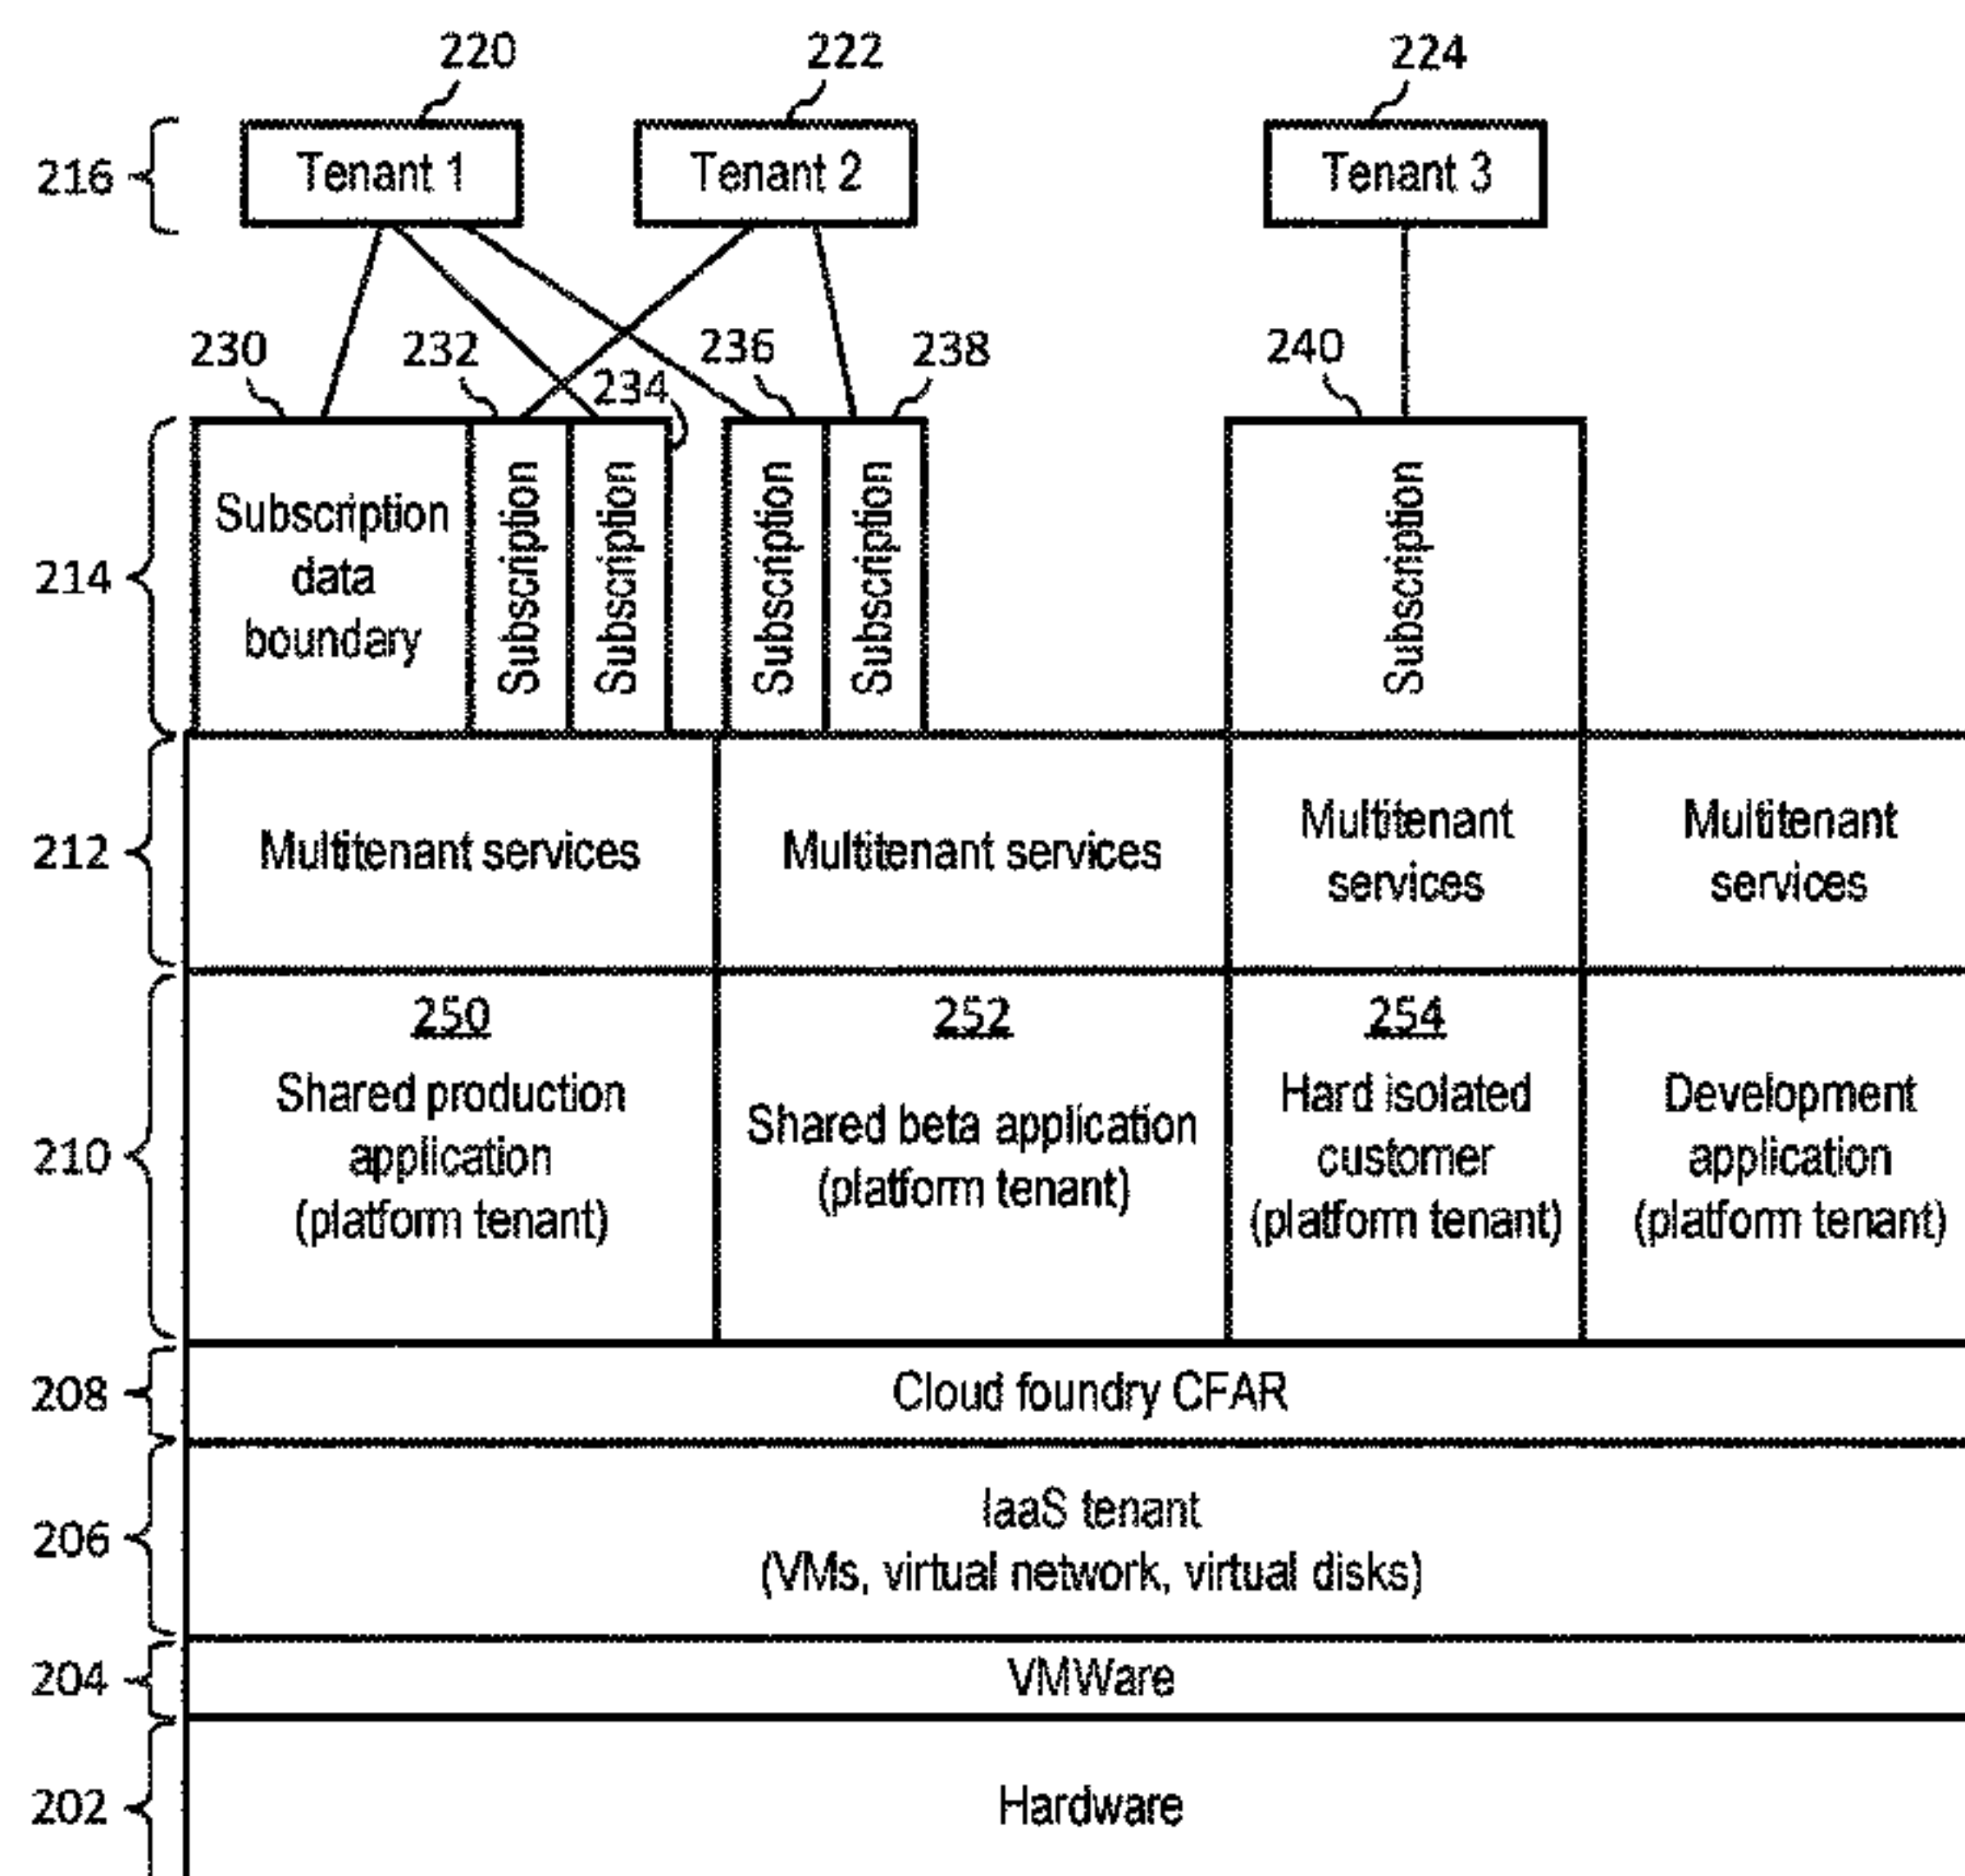 220
222
224
216
Tenant 1
Tenant 2
Tenant 3
230
232
234
236
238
240
214
Subscription
data
boundary
Subscription
Subscription
Subscription
Subscription
Subscription
212
Multitenant services
Multitenant services
Multitenant
services
Multitenant
services
210
250
Shared production
application
(platform tenant)
252
Shared beta application
(platform tenant)
254
Hard isolated
customer
(platform tenant)
Development
application
(platform tenant)
208
Cloud foundry CFAR
206
IaaS tenant
(VMs, virtual network, virtual disks)
204
VMWare
202
Hardware